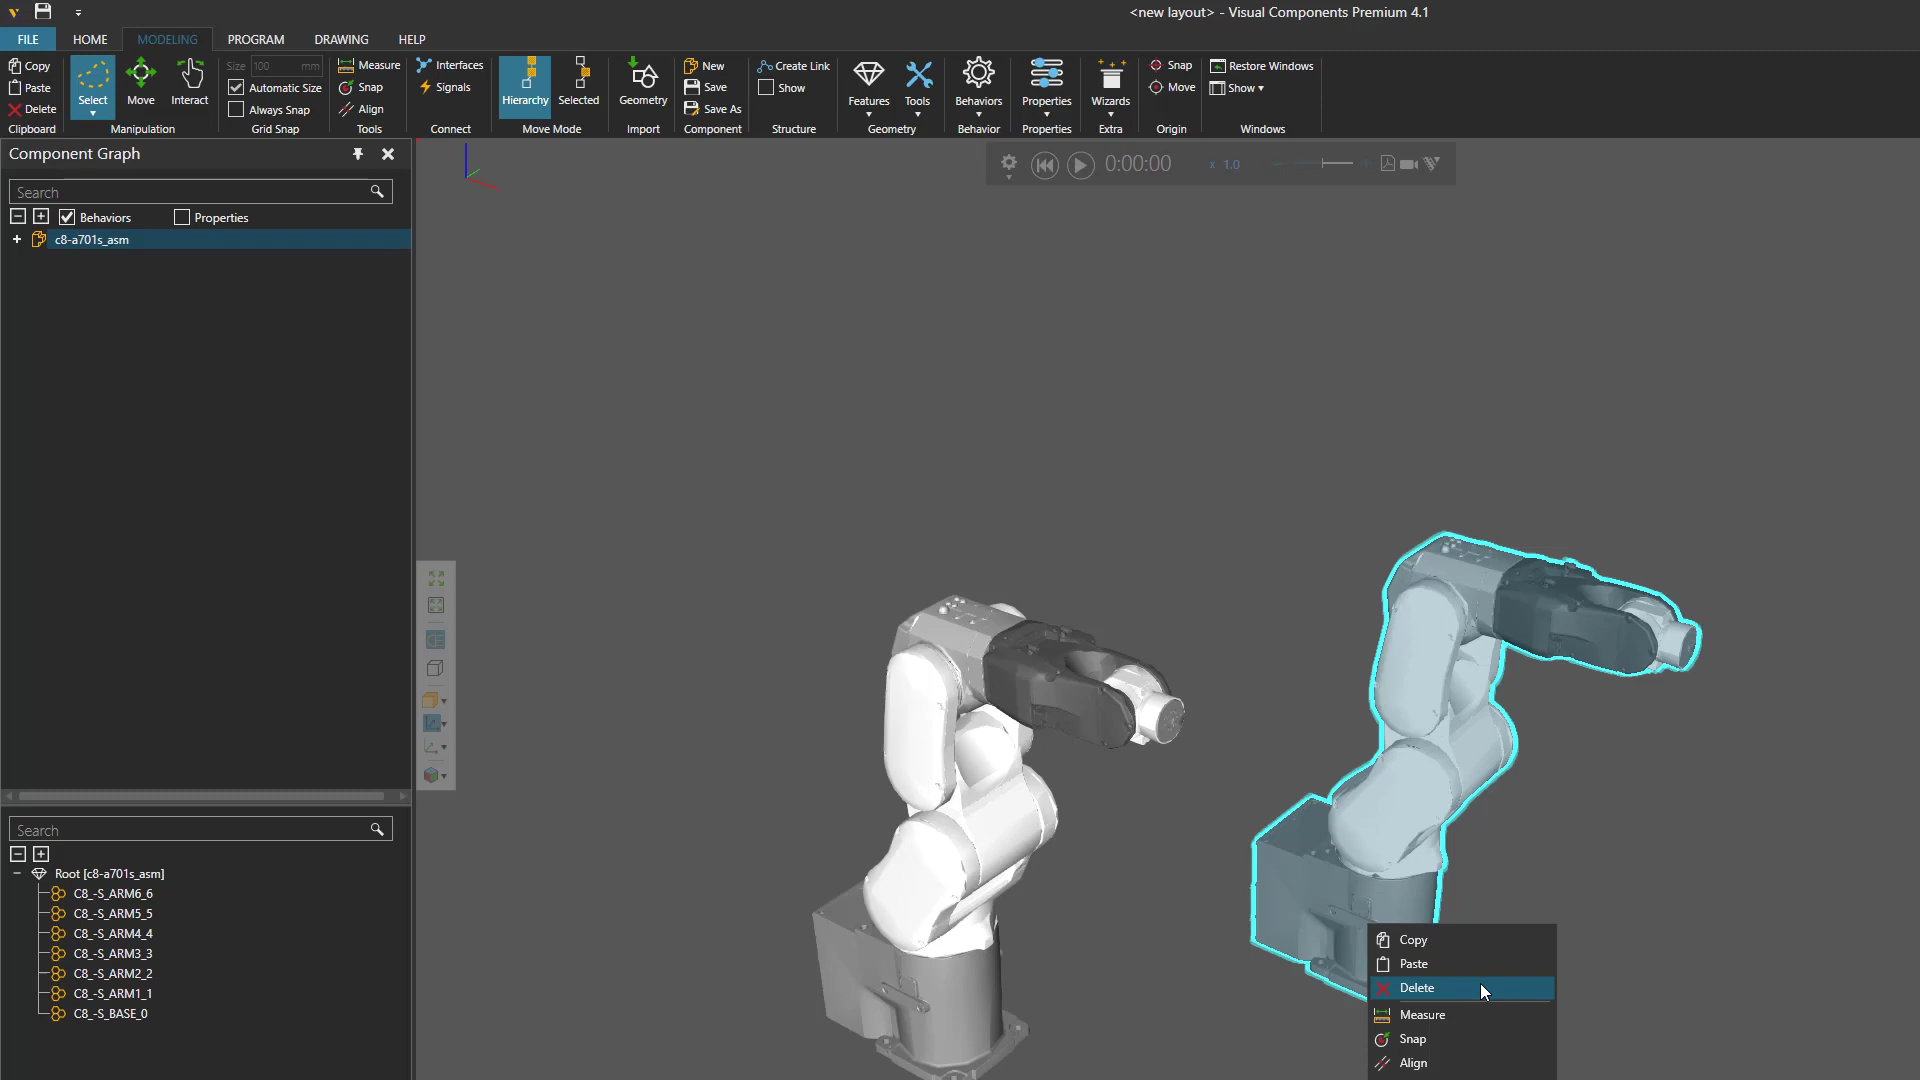 <new layout> - Visual Components Premium 4.1
FILE HOME MODELING PROGRAM DRAWING HELP
Copy
Paste
Delete
Clipboard
Select
Move
Interact
Manipulation
Size 100 mm
Automatic Size
Always Snap
Grid Snap
Measure
Snap
Align
Tools
Interfaces
Signals
Connect
Hierarchy
Selected
Move Mode
Geometry
Import
New
Save
Save As
Component
Create Link
Show
Structure
Features
Tools
Geometry
Behaviors
Behavior
Properties
Properties
Wizards
Extra
Snap
Move
Origin
Restore Windows
Show
Windows
Component Graph
Search
Behaviors
Properties
c8-a701s_asm
0:00:00
x 1.0
Search
Root [c8-a701s_asm]
C8_-S_ARM6_6
C8_-S_ARM5_5
C8_-S_ARM4_4
C8_-S_ARM3_3
C8_-S_ARM2_2
C8_-S_ARM1_1
C8_-S_BASE_0
Copy
Paste
Delete
Measure
Snap
Align